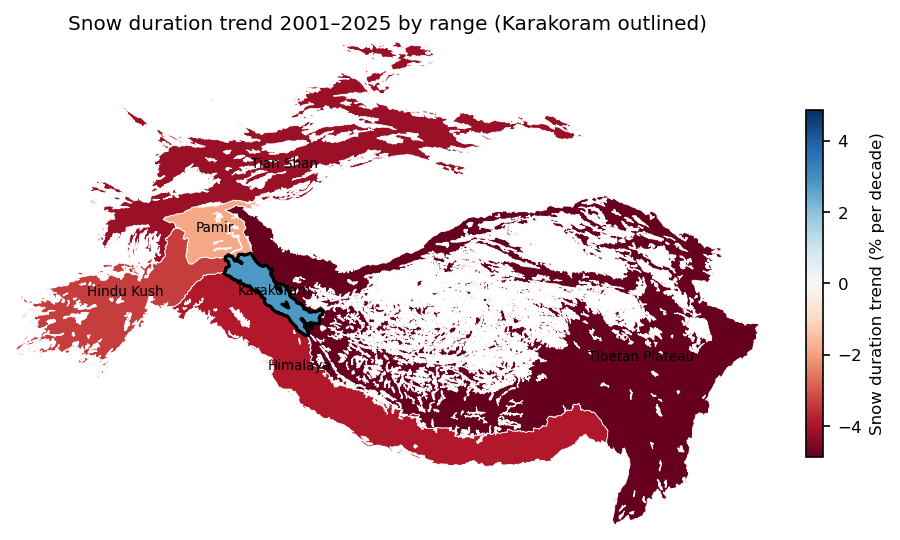 Snow duration trend 2001–2025 by range (Karakoram outlined)
Tian Shan
Pamir
Hindu Kush
Karakoram
Himalaya
Tibetan Plateau
4
2
0
−2
−4
Snow duration trend (% per decade)